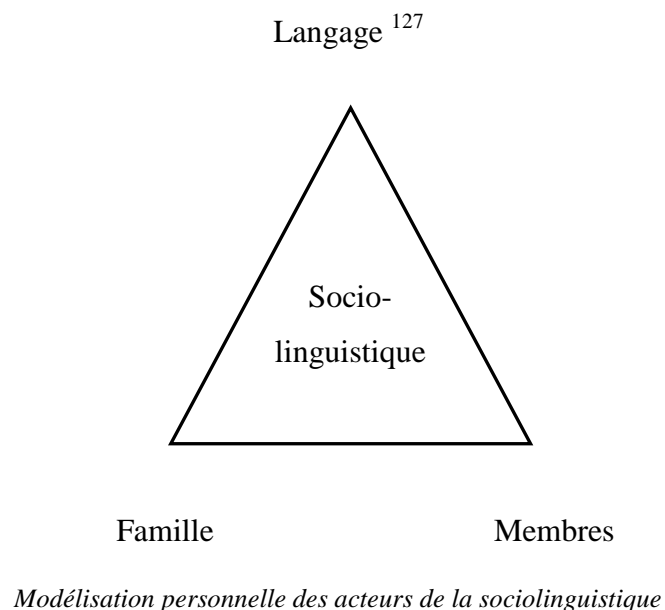 Langage 127
Socio-
linguistique
Famille Membres
Modélisation personnelle des acteurs de la sociolinguistique